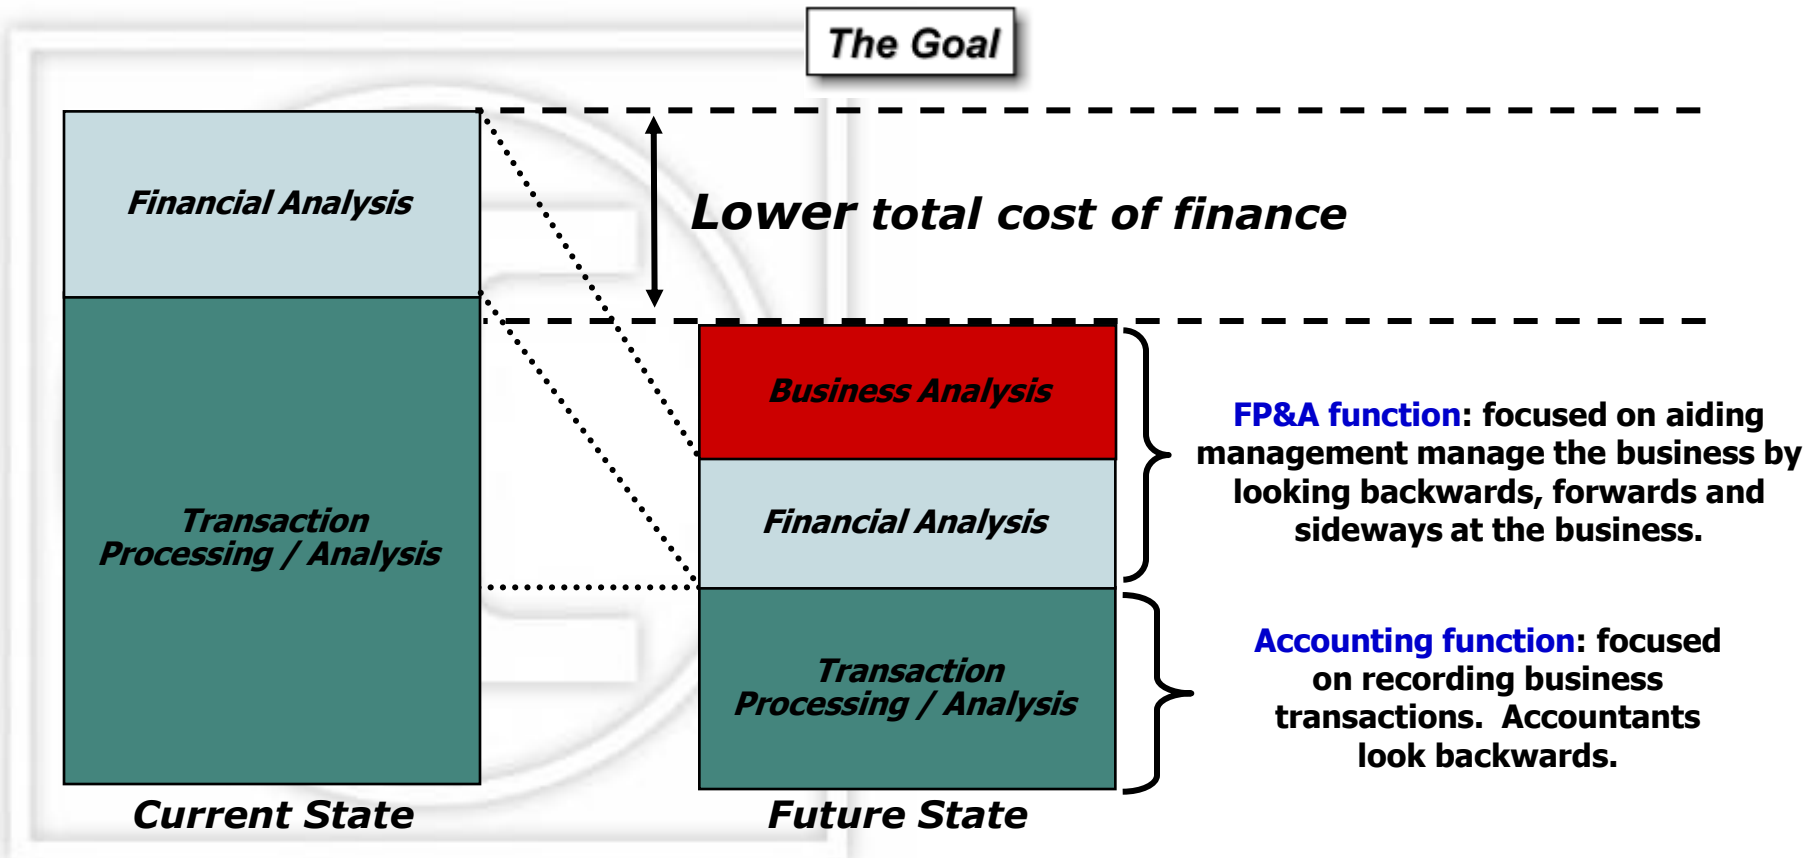 The Goal
Financial Analysis
Lower total cost of finance
Business Analysis
FP&A function: focused on aiding
management manage the business by
looking backwards, forwards and
sideways at the business.
Transaction
Processing / Analysis
Financial Analysis
Transaction
Processing / Analysis
Accounting function: focused
on recording business
transactions.  Accountants
look backwards.
Current State
Future State